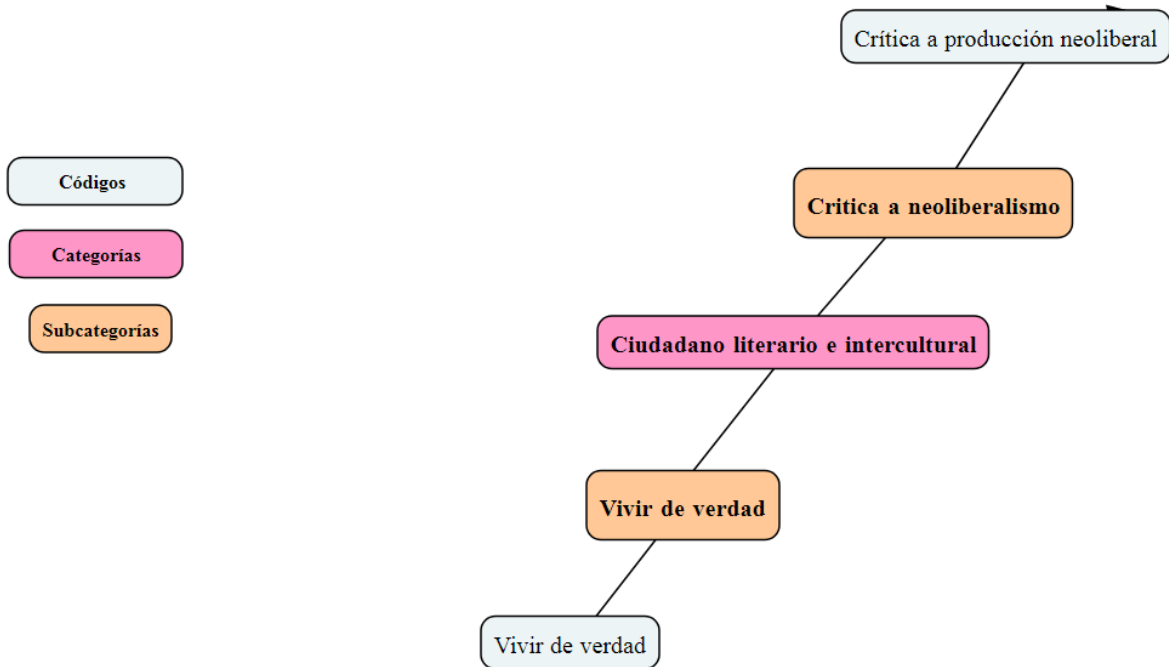 Crítica a producción neoliberal
Códigos
Critica a neoliberalismo
Categorías
Subcategorías
Ciudadano literario e intercultural
Vivir de verdad
Vivir de verdad